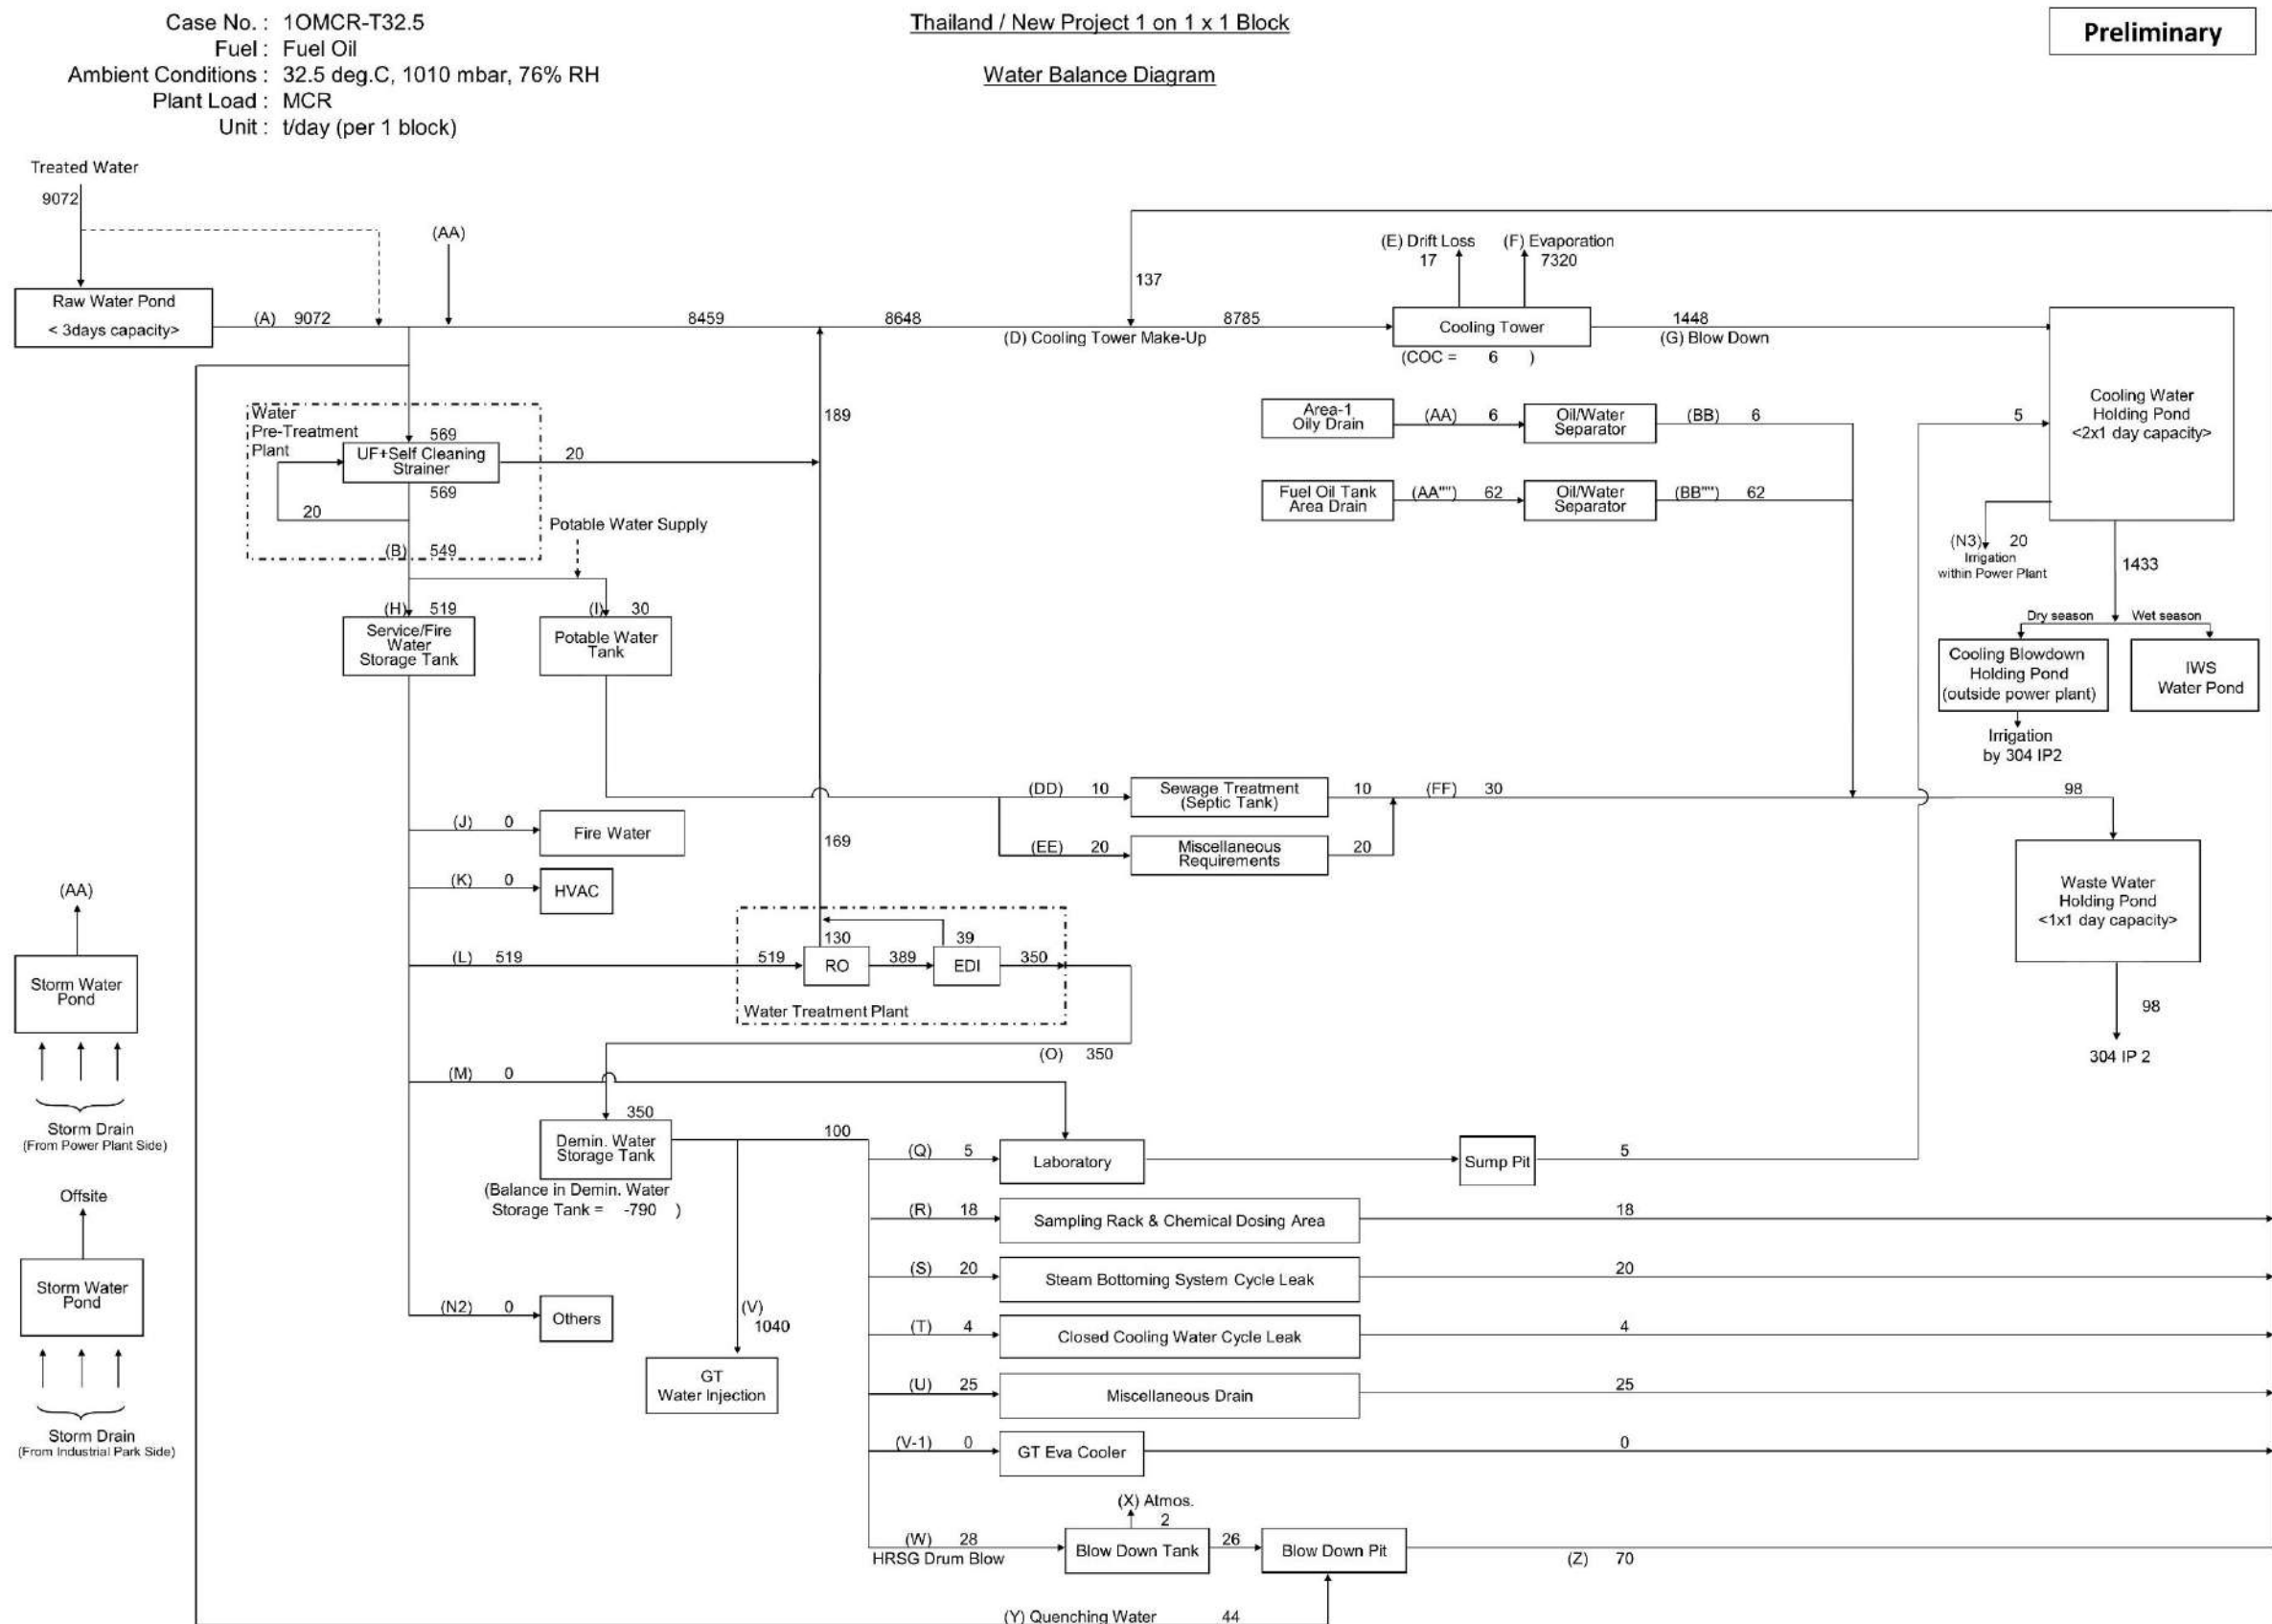 Case No. : 1OMCR-T32.5
Fuel : Fuel Oil
Ambient Conditions : 32.5 deg.C, 1010 mbar, 76% RH
Plant Load : MCR
Unit : t/day (per 1 block)
Thailand / New Project 1 on 1 x 1 Block
Water Balance Diagram
Preliminary
Treated Water
9072
(AA)
Raw Water Pond
< 3days capacity>
(A) 9072
8459
8648
137
(D) Cooling Tower Make-Up
8785
(E) Drift Loss
17
(F) Evaporation
7320
Cooling Tower
(COC = 6 )
1448
(G) Blow Down
Cooling Water
Holding Pond
<2x1 day capacity>
5
(N3) 20
Irrigation
within Power Plant
1433
Dry season
Wet season
Cooling Blowdown
Holding Pond
(outside power plant)
IWS
Water Pond
Irrigation
by 304 IP2
Water
Pre-Treatment
Plant
569
UF+Self Cleaning
Strainer
569
20
20
(B) 549
189
Area-1
Oily Drain
(AA) 6
Oil/Water
Separator
(BB) 6
Fuel Oil Tank
Area Drain
(AA"") 62
Oil/Water
Separator
(BB"") 62
Potable Water Supply
(H) 519
Service/Fire
Water
Storage Tank
(I) 30
Potable Water
Tank
(DD) 10
Sewage Treatment
(Septic Tank)
10
(FF) 30
98
(EE) 20
Miscellaneous
Requirements
20
Waste Water
Holding Pond
<1x1 day capacity>
98
304 IP 2
(J) 0
Fire Water
169
(K) 0
HVAC
(L) 519
519
130
RO
389
39
EDI
350
Water Treatment Plant
(O) 350
(AA)
Storm Water
Pond
Storm Drain
(From Power Plant Side)
Offsite
Storm Water
Pond
Storm Drain
(From Industrial Park Side)
(M) 0
350
Demin. Water
Storage Tank
(Balance in Demin. Water
Storage Tank = -790 )
100
(N2) 0
Others
(V)
1040
GT
Water Injection
(Q) 5
Laboratory
Sump Pit
5
(R) 18
Sampling Rack & Chemical Dosing Area
18
(S) 20
Steam Bottoming System Cycle Leak
20
(T) 4
Closed Cooling Water Cycle Leak
4
(U) 25
Miscellaneous Drain
25
(V-1) 0
GT Eva Cooler
0
(X) Atmos.
2
(W) 28
HRSG Drum Blow
Blow Down Tank
26
Blow Down Pit
(Z) 70
(Y) Quenching Water 44